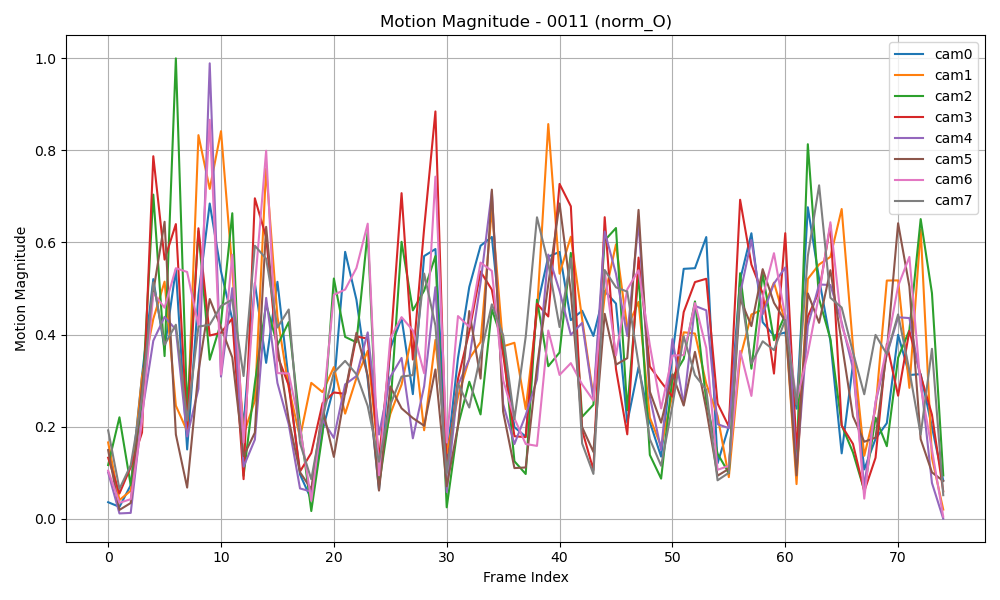 Motion Magnitude - 0011 (norm_O)
1.0
0.8
0.6
0.4
0.2
0.0
Motion Magnitude
0 10 20 30 40 50 60 70
Frame Index
cam0
cam1
cam2
cam3
cam4
cam5
cam6
cam7